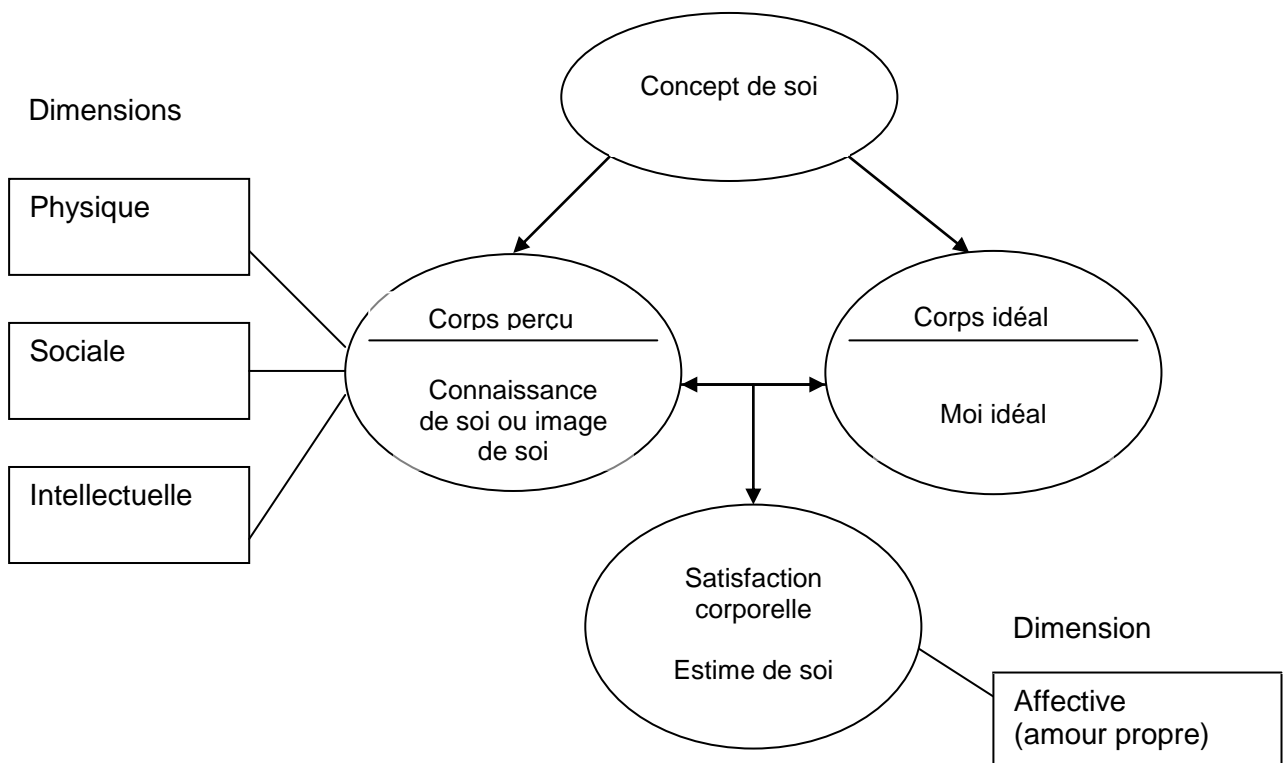 Concept de soi
Dimensions
Physique
Sociale
Intellectuelle
Corps perçu
Connaissance
de soi ou image
de soi
Corps idéal
Moi idéal
Satisfaction
corporelle
Estime de soi
Dimension
Affective
(amour propre)